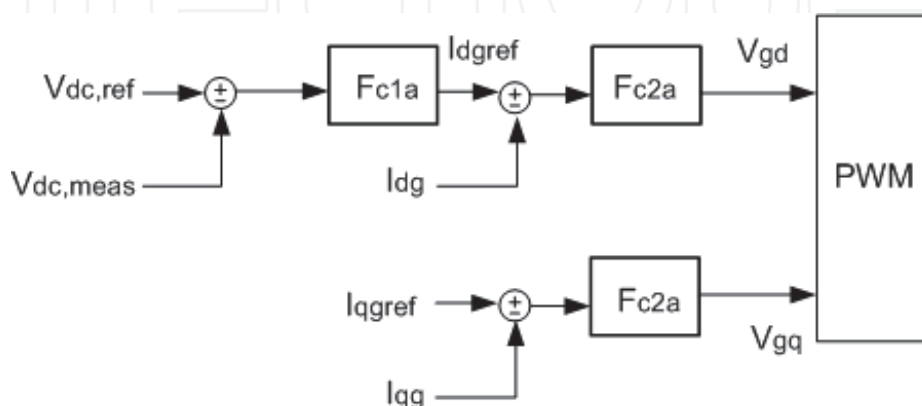 Idgref
Vgd
Vdc,ref
Fc1a
Fc2a
Vdc,meas
Idg
PWM
Iqgref
Fc2a
Vgq
Iqg